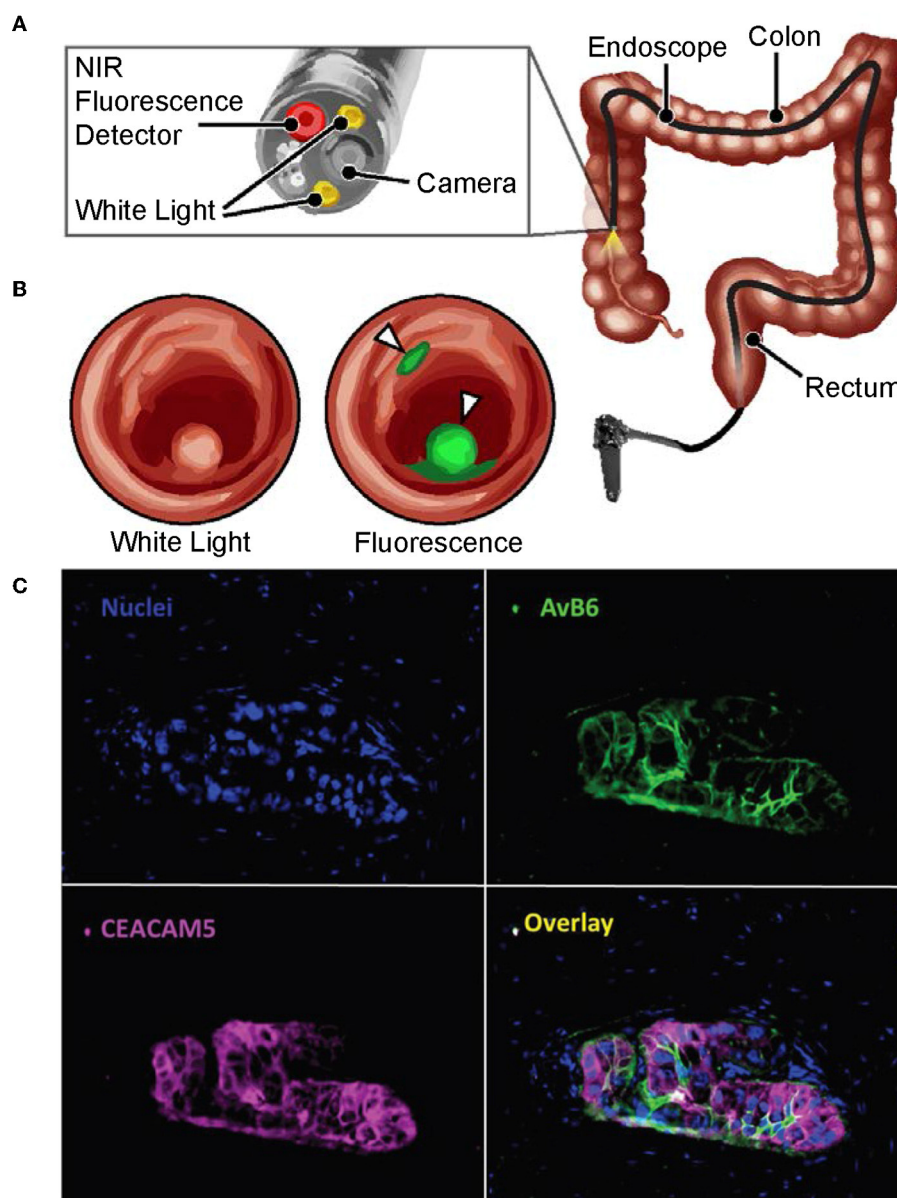 A
NIR
Fluorescence
Detector
White Light
Camera
Endoscope
Colon
Rectum
B
White Light
Fluorescence
C
Nuclei
AvB6
CEACAM5
Overlay